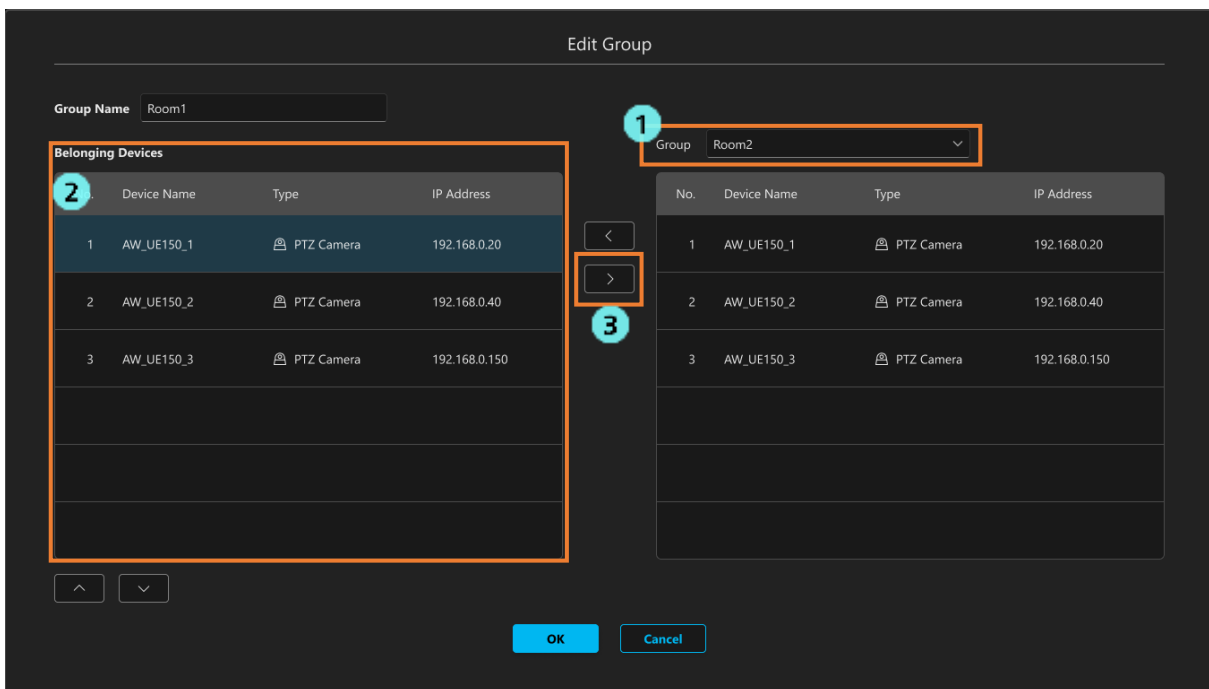 Edit Group
Group Name Room1
1
Group Room2
Belonging Devices
2 . Device Name Type IP Address
No. Device Name Type IP Address
1 AW_UE150_1 PTZ Camera 192.168.0.20
1 AW_UE150_1 PTZ Camera 192.168.0.20
3
2 AW_UE150_2 PTZ Camera 192.168.0.40
2 AW_UE150_2 PTZ Camera 192.168.0.40
3 AW_UE150_3 PTZ Camera 192.168.0.150
3 AW_UE150_3 PTZ Camera 192.168.0.150
OK Cancel